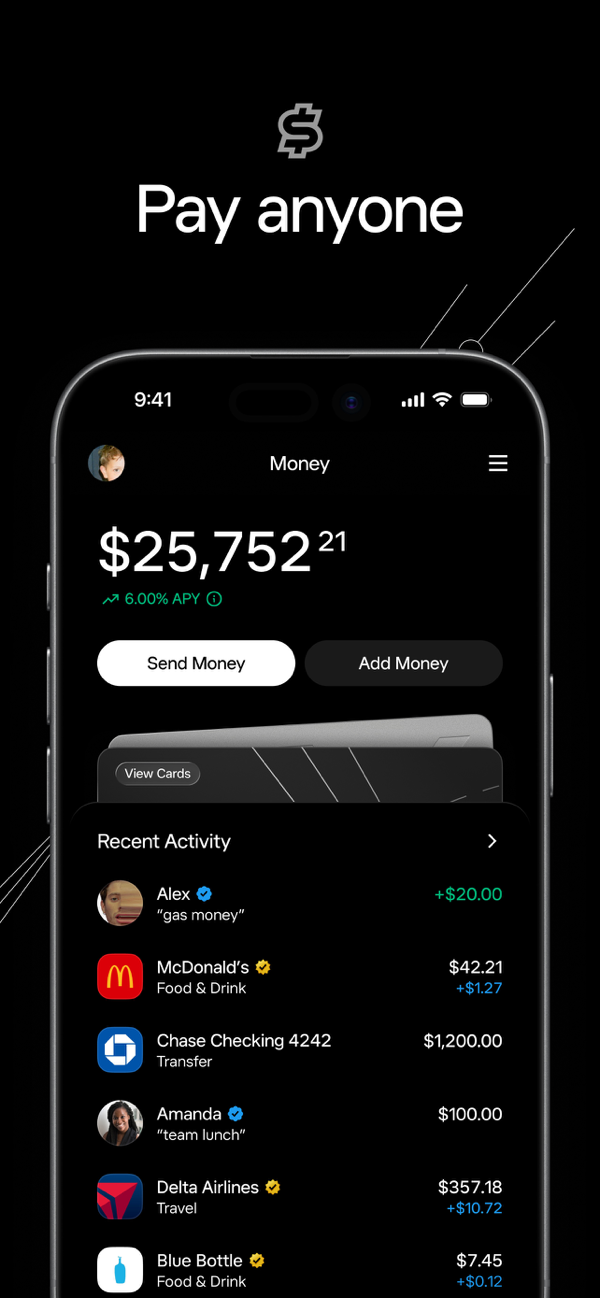 Pay anyone
9:41
Money
$25,752 21
6.00% APY
Send Money
Add Money
View Cards
Recent Activity
Alex
+$20.00
“gas money”
McDonald’s
$42.21
Food & Drink
+$1.27
Chase Checking 4242
$1,200.00
Transfer
Amanda
$100.00
“team lunch”
Delta Airlines
$357.18
Travel
+$10.72
Blue Bottle
$7.45
Food & Drink
+$0.12